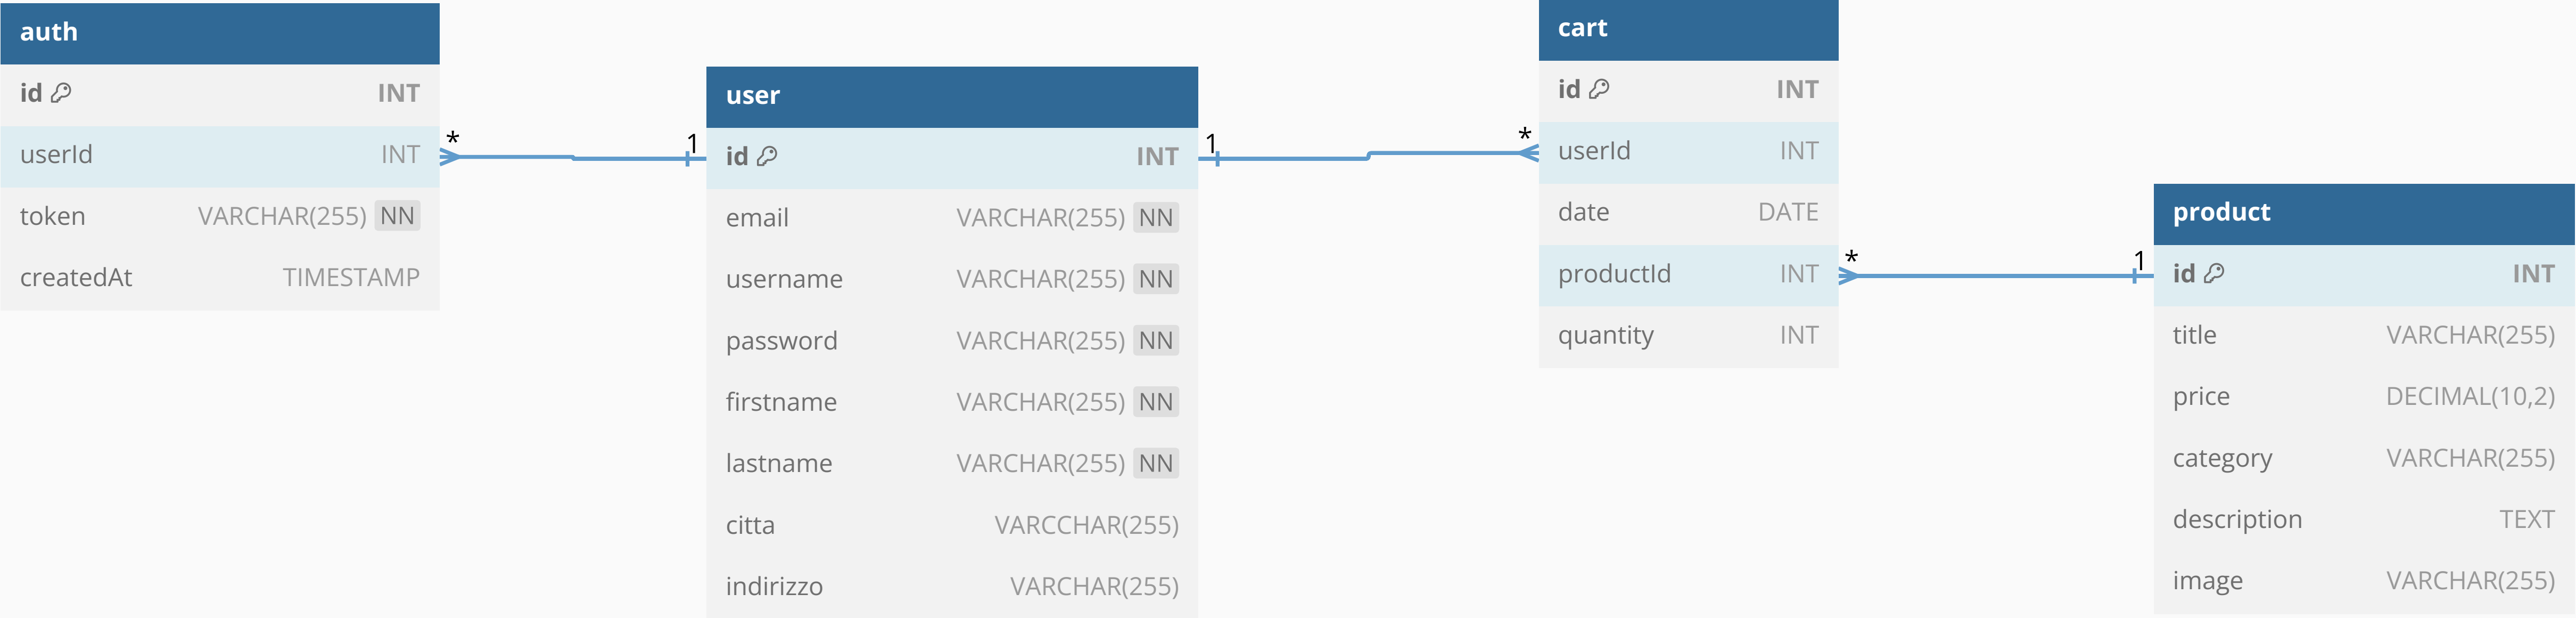 auth
id INT
userId INT
token VARCHAR(255) NN
createdAt TIMESTAMP
* 1
user
id INT
email VARCHAR(255) NN
username VARCHAR(255) NN
password VARCHAR(255) NN
firstname VARCHAR(255) NN
lastname VARCHAR(255) NN
citta VARCCHAR(255)
indirizzo VARCHAR(255)
1 *
cart
id INT
userId INT
date DATE
productId INT
quantity INT
* 1
product
id INT
title VARCHAR(255)
price DECIMAL(10,2)
category VARCHAR(255)
description TEXT
image VARCHAR(255)